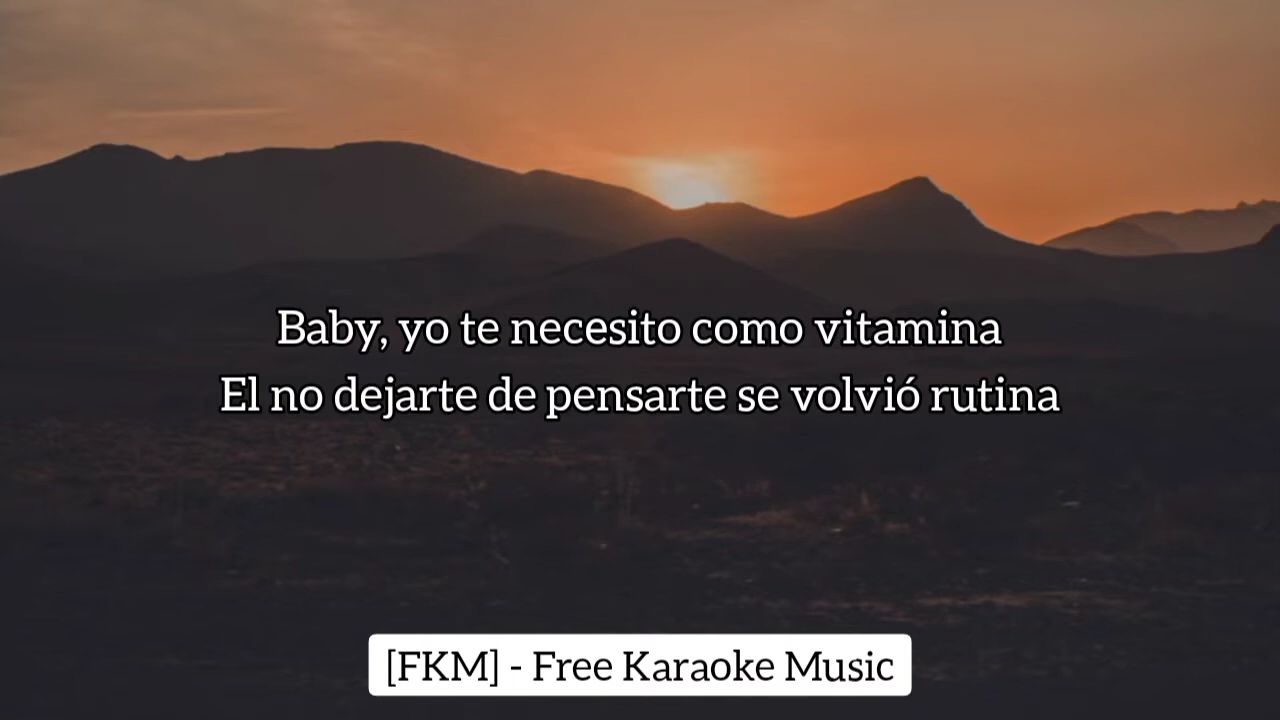 Baby, yo te necesito como vitamina
El no dejarte de pensarte se volvió rutina
[FKM] - Free Karaoke Music